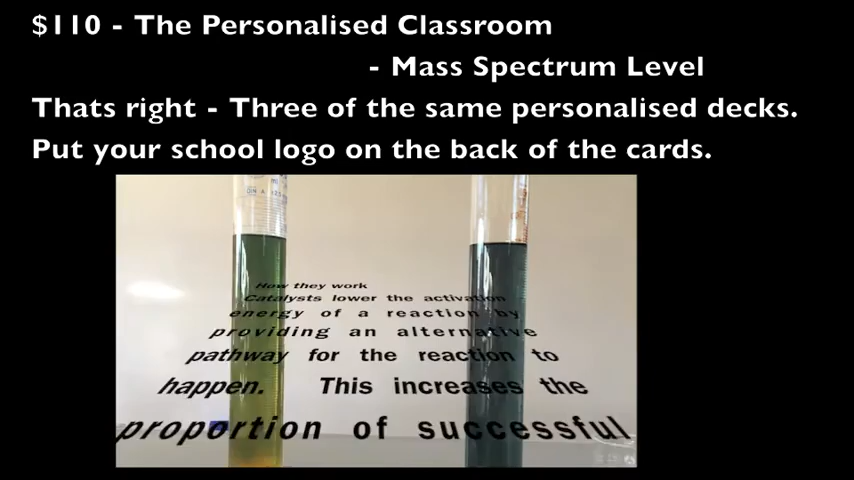 $110 - The Personalised Classroom
- Mass Spectrum Level
Thats right - Three of the same personalised decks.
Put your school logo on the back of the cards.
How they work
Catalysts lower the activation
energy of a reaction by
providing an alternative
pathway for the reaction to
happen. This increases the
proportion of successful